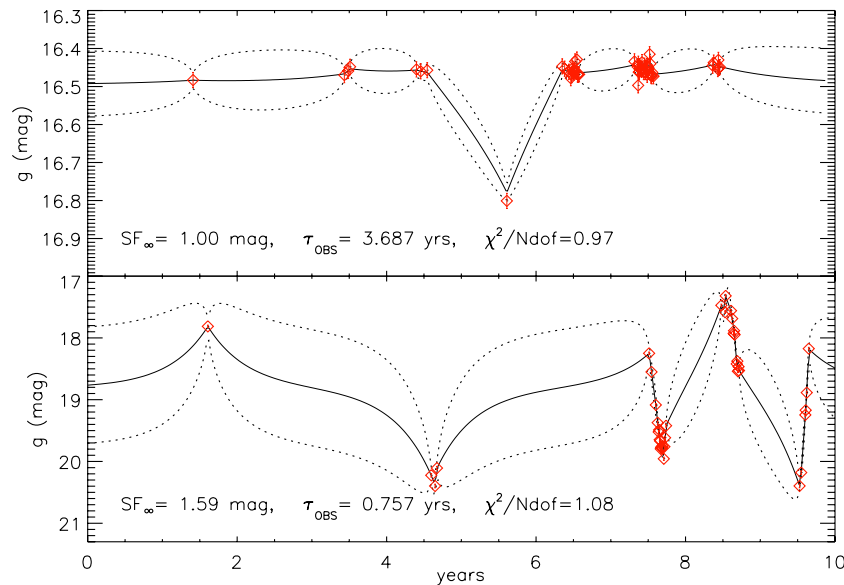 16.3
16.4
16.5
16.6
16.7
16.8
16.9
g (mag)
SF∞= 1.00 mag, τOBS= 3.687 yrs, χ²/Ndof=0.97
17
18
19
20
21
g (mag)
SF∞= 1.59 mag, τOBS= 0.757 yrs, χ²/Ndof=1.08
0 2 4 6 8 10
years